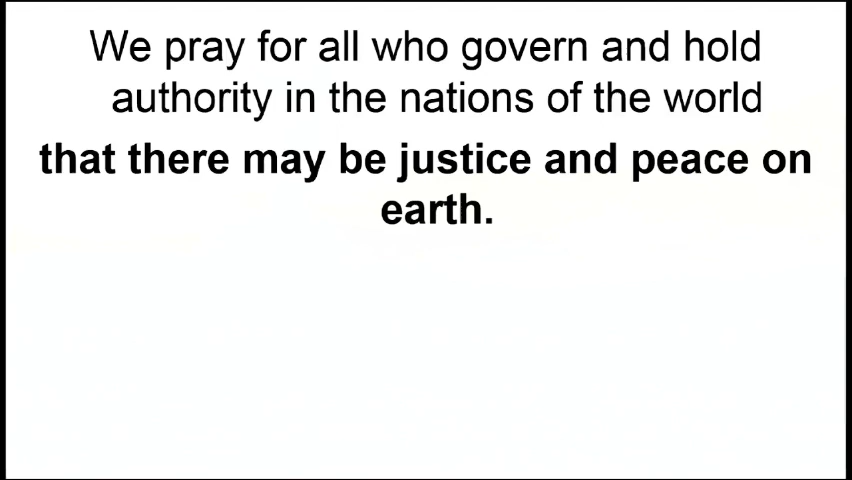 We pray for all who govern and hold
authority in the nations of the world
that there may be justice and peace on
earth.